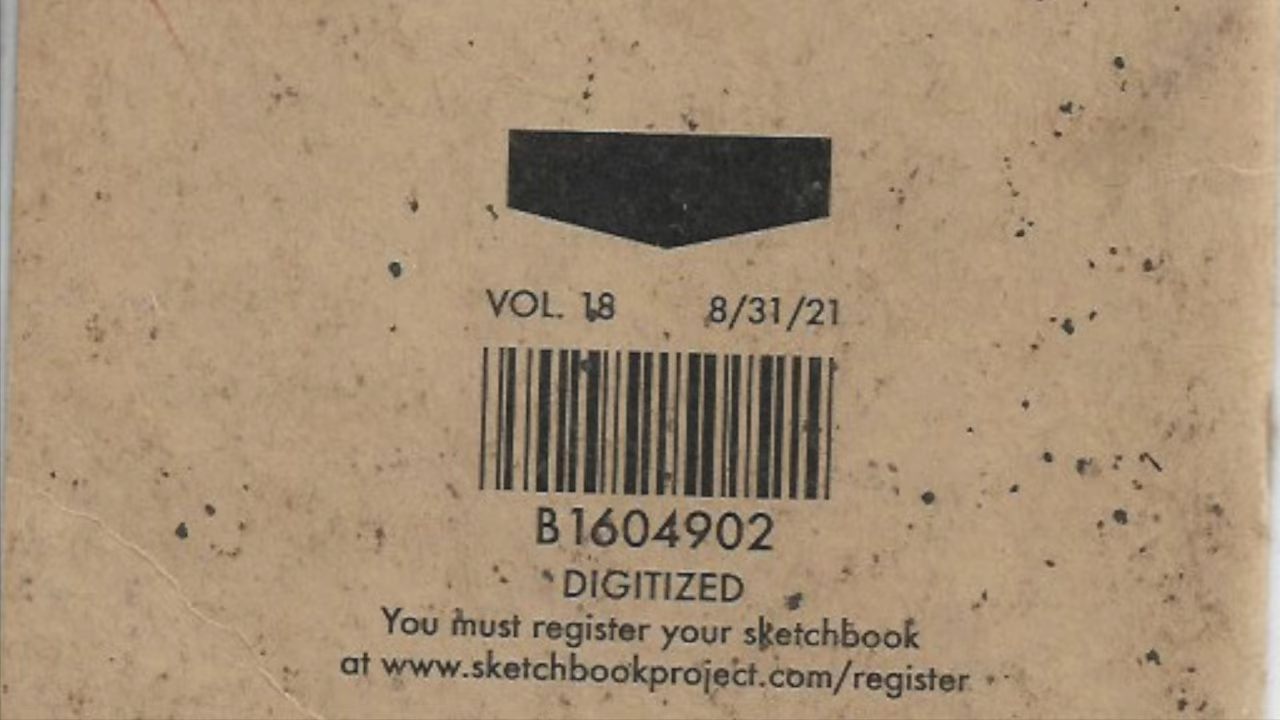 VOL. 18 8/31/21
B1604902
DIGITIZED
You must register your sketchbook
at www.sketchbookproject.com/register